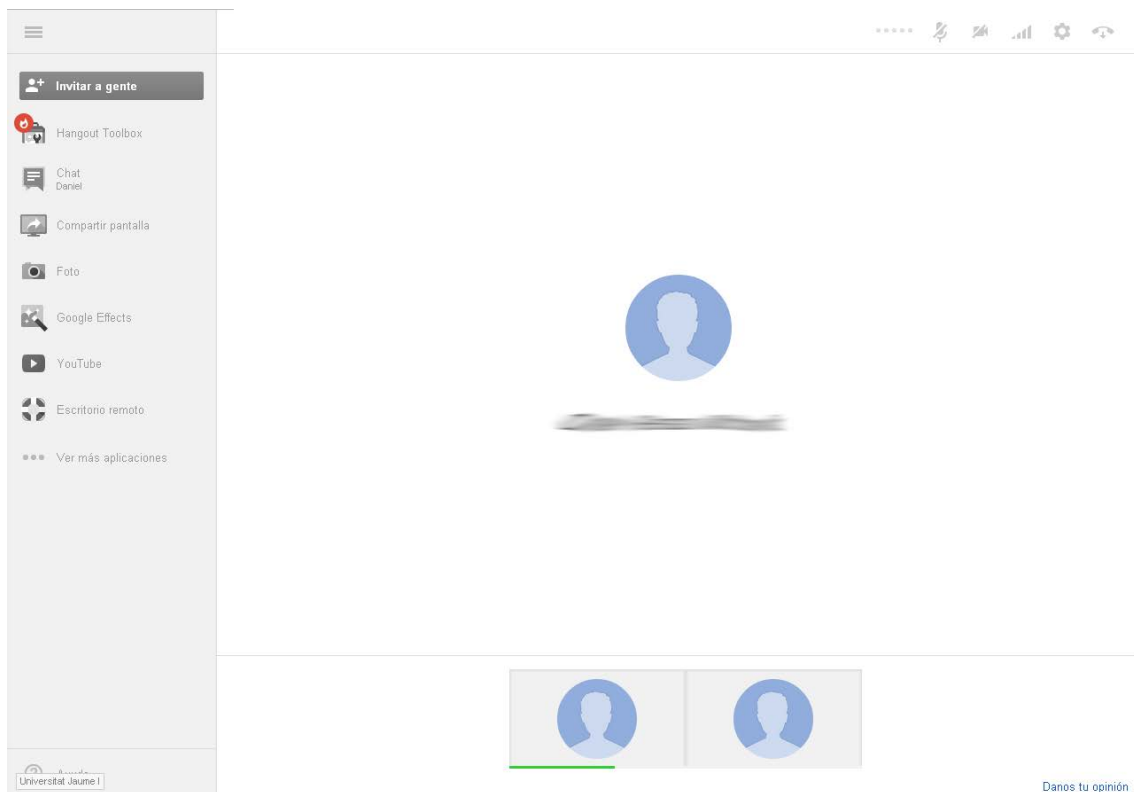 Invitar a gente
Hangout Toolbox
Chat
Daniel
Compartir pantalla
Foto
Google Effects
YouTube
Escritorio remoto
Ver más aplicaciones
Universitat Jaume I
Danos tu opinión